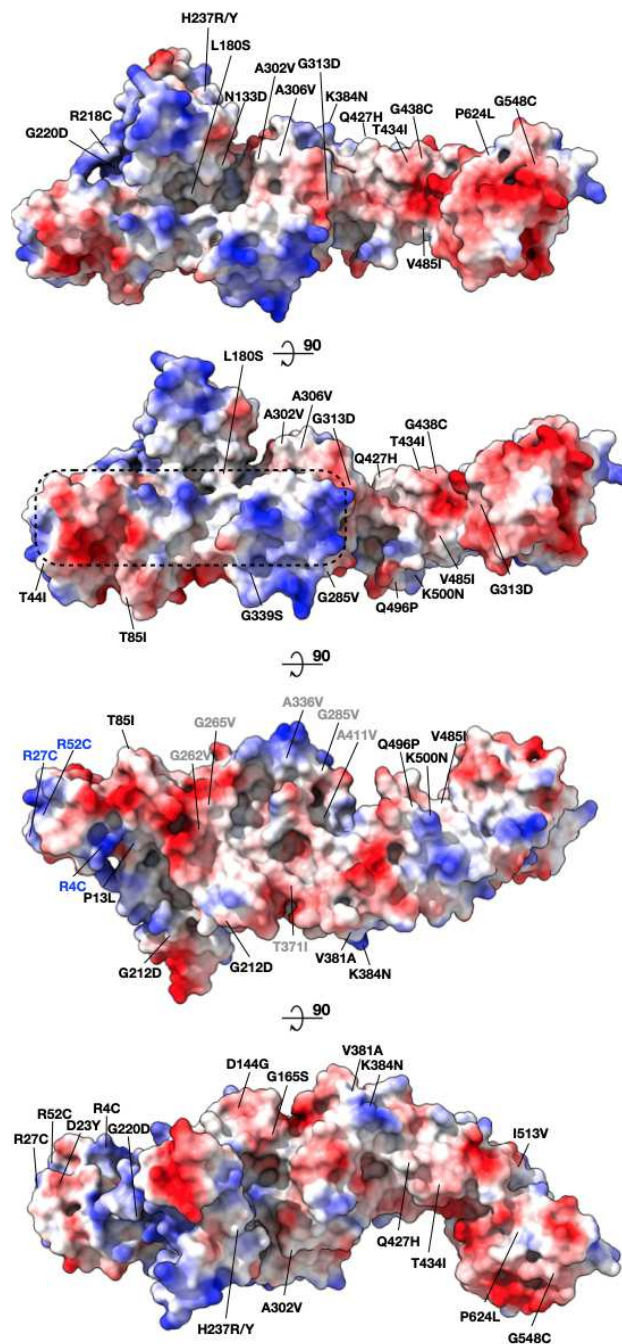 H237R/Y
L180S
A302V
G313D
N133D
A306V
K384N
R218C
Q427H
G438C
G548C
G220D
T434I
P624L
V485I
90
L180S
A306V
A302V
G313D
G438C
Q427H
T434I
T44I
V485I
G285V
K500N
G313D
G339S
Q496P
T85I
90
A336V
G265V
G285V
T85I
A411V
R52C
V485I
G262V
Q496P
R27C
K500N
R4C
P13L
G212D
G212D
T371I
V381A
K384N
90
V381A
D144G
K384N
G165S
R4C
R52C
D23Y
G220D
I513V
R27C
Q427H
T434I
A302V
P624L
H237R/Y
G548C